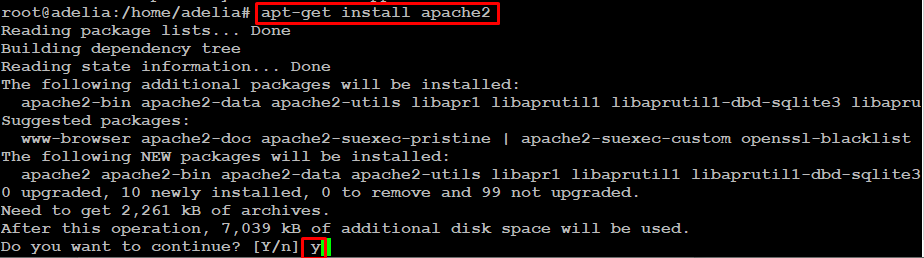 root@adelia:/home/adelia# apt-get install apache2
Reading package lists... Done
Building dependency tree
Reading state information... Done
The following additional packages will be installed:
  apache2-bin apache2-data apache2-utils libapr1 libaprutil1 libaprutil1-dbd-sqlite3 libapru
Suggested packages:
  www-browser apache2-doc apache2-suexec-pristine | apache2-suexec-custom openssl-blacklist
The following NEW packages will be installed:
  apache2 apache2-bin apache2-data apache2-utils libapr1 libaprutil1 libaprutil1-dbd-sqlite3
0 upgraded, 10 newly installed, 0 to remove and 99 not upgraded.
Need to get 2,261 kB of archives.
After this operation, 7,039 kB of additional disk space will be used.
Do you want to continue? [Y/n] y